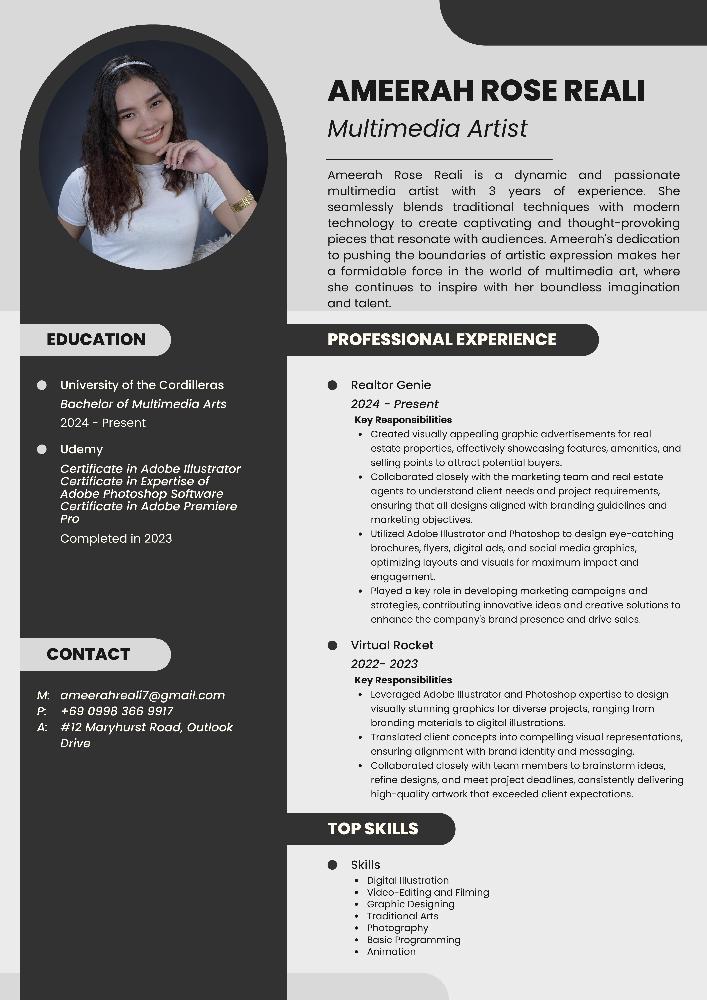 AMEERAH ROSE REALI
Multimedia Artist
Ameerah Rose Reali is a dynamic and passionate
multimedia artist with 3 years of experience. She
seamlessly blends traditional techniques with modern
technology to create captivating and thought-provoking
pieces that resonate with audiences. Ameerah's dedication
to pushing the boundaries of artistic expression makes her
a formidable force in the world of multimedia art, where
she continues to inspire with her boundless imagination
and talent.
EDUCATION
University of the Cordilleras
Bachelor of Multimedia Arts
2024 - Present
Udemy
Certificate in Adobe Illustrator
Certificate in Expertise of
Adobe Photoshop Software
Certificate in Adobe Premiere
Pro
Completed in 2023
CONTACT
M: ameerahreali7@gmail.com
P: +69 0998 366 9917
A: #12 Maryhurst Road, Outlook
Drive
PROFESSIONAL EXPERIENCE
Realtor Genie
2024 - Present
Key Responsibilities
• Created visually appealing graphic advertisements for real
estate properties, effectively showcasing features, amenities, and
selling points to attract potential buyers.
• Collaborated closely with the marketing team and real estate
agents to understand client needs and project requirements,
ensuring that all designs aligned with branding guidelines and
marketing objectives.
• Utilized Adobe Illustrator and Photoshop to design eye-catching
brochures, flyers, digital ads, and social media graphics,
optimizing layouts and visuals for maximum impact and
engagement.
• Played a key role in developing marketing campaigns and
strategies, contributing innovative ideas and creative solutions to
enhance the company's brand presence and drive sales.
Virtual Rocket
2022- 2023
Key Responsibilities
• Leveraged Adobe Illustrator and Photoshop expertise to design
visually stunning graphics for diverse projects, ranging from
branding materials to digital illustrations.
• Translated client concepts into compelling visual representations,
ensuring alignment with brand identity and messaging.
• Collaborated closely with team members to brainstorm ideas,
refine designs, and meet project deadlines, consistently delivering
high-quality artwork that exceeded client expectations.
TOP SKILLS
Skills
• Digital Illustration
• Video-Editing and Filming
• Graphic Designing
• Traditional Arts
• Photography
• Basic Programming
• Animation